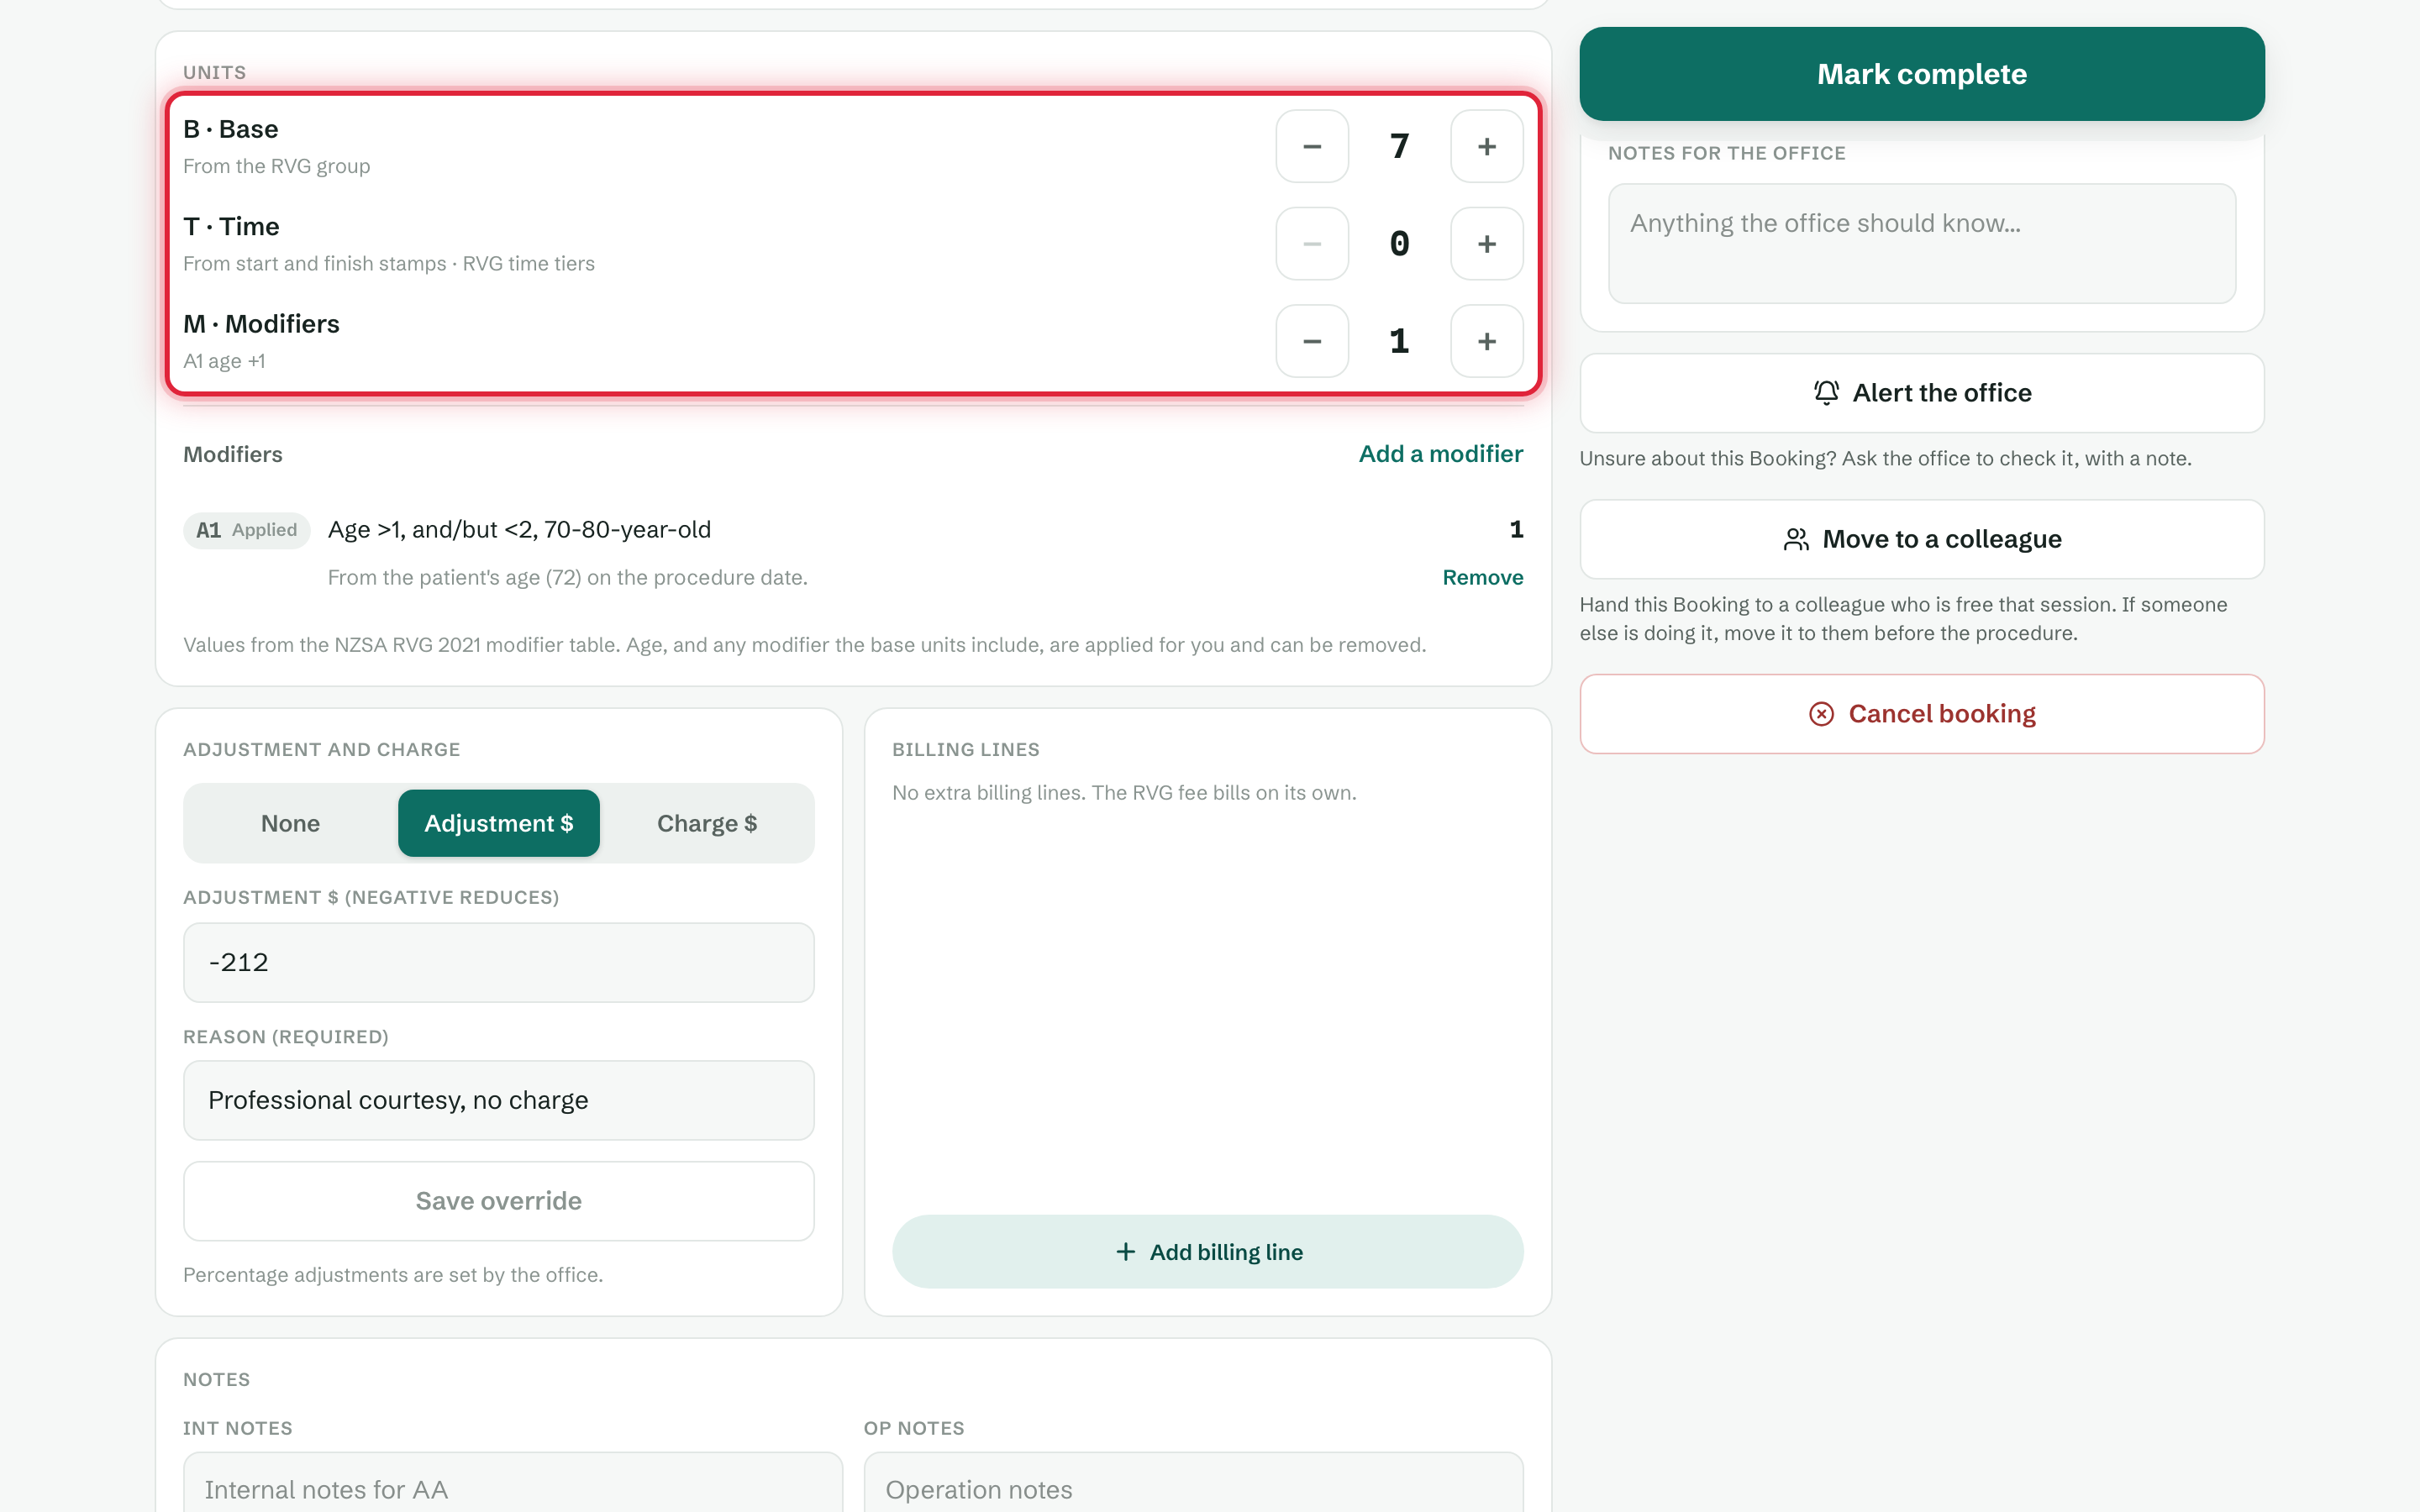 UNITS
B · Base
From the RVG group
− 7 +
T · Time
From start and finish stamps · RVG time tiers
− 0 +
M · Modifiers
A1 age +1
− 1 +
Modifiers
Add a modifier
A1 Applied
Age >1, and/but <2, 70-80-year-old
1
From the patient's age (72) on the procedure date.
Remove
Values from the NZSA RVG 2021 modifier table. Age, and any modifier the base units include, are applied for you and can be removed.
ADJUSTMENT AND CHARGE
None
Adjustment $
Charge $
ADJUSTMENT $ (NEGATIVE REDUCES)
-212
REASON (REQUIRED)
Professional courtesy, no charge
Save override
Percentage adjustments are set by the office.
BILLING LINES
No extra billing lines. The RVG fee bills on its own.
+ Add billing line
NOTES
INT NOTES
Internal notes for AA
OP NOTES
Operation notes
Mark complete
NOTES FOR THE OFFICE
Anything the office should know...
Alert the office
Unsure about this Booking? Ask the office to check it, with a note.
Move to a colleague
Hand this Booking to a colleague who is free that session. If someone
else is doing it, move it to them before the procedure.
Cancel booking